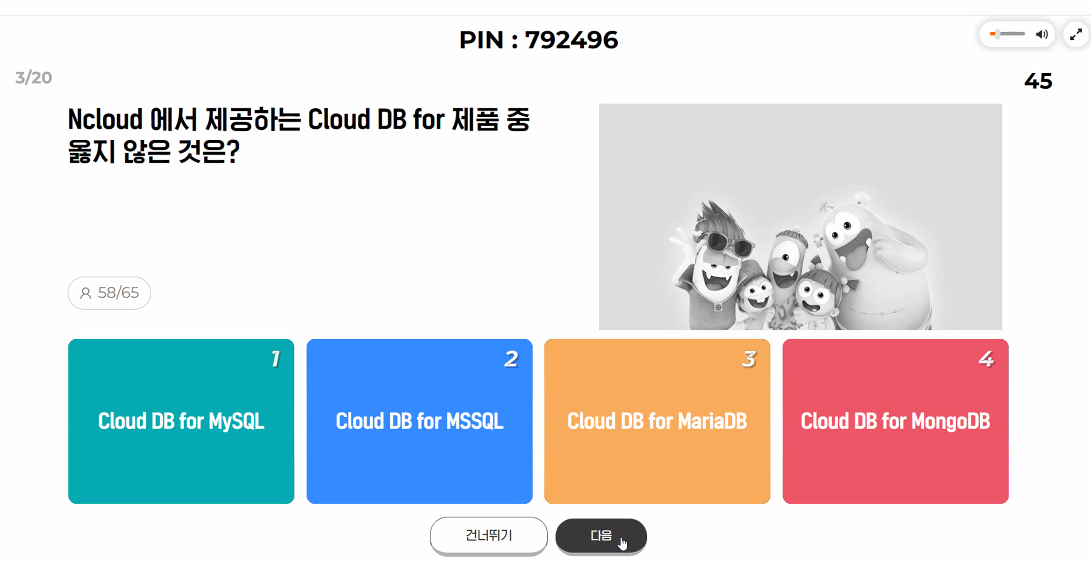 PIN : 792496
3/20
45
Ncloud 에서 제공하는 Cloud DB for 제품 중
옳지 않은 것은?
58/65
1
Cloud DB for MySQL
2
Cloud DB for MSSQL
3
Cloud DB for MariaDB
4
Cloud DB for MongoDB
건너뛰기
다음